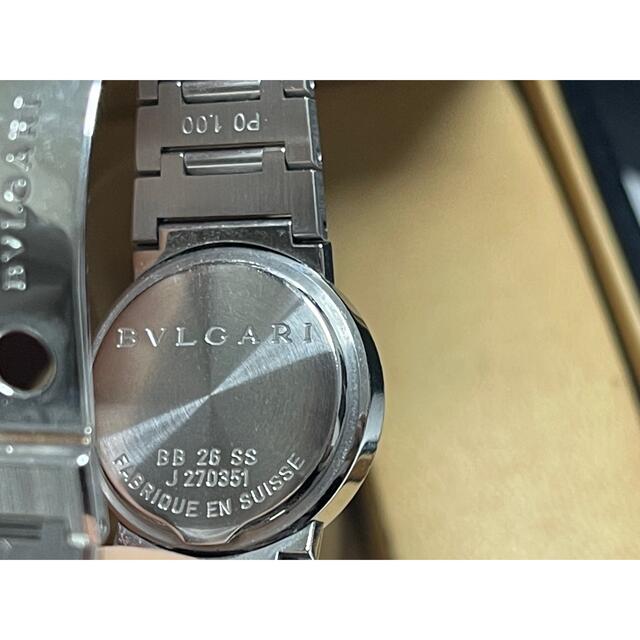 BVLGARI
PO 1.00
BVLGARI
BB 26 SS
J 270351
FABRIQUE EN SUISSE